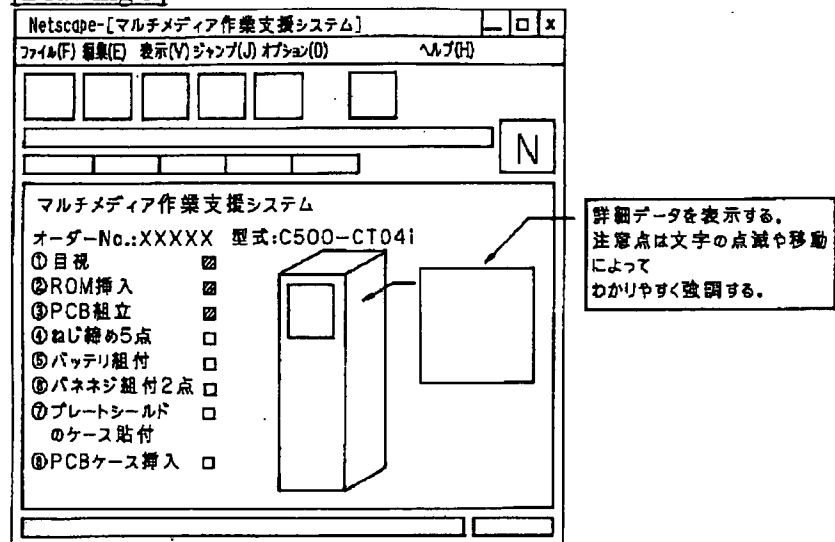 Netscape-[マルチメディア作業支援システム]
ファイル(F) 編集(E) 表示(V) ジャンプ(J) オプション(O) ヘルプ(H)
N
マルチメディア作業支援システム
オーダーNo.:XXXXX 型式:C500-CT04i
①目視
②ROM挿入
③PCB組立
④ねじ締め5点
⑤バッテリ組付
⑥バネネジ組付2点
⑦プレートシールド
のケース貼付
⑧PCBケース挿入
詳細データを表示する。
注意点は文字の点滅や移動
によって
わかりやすく強調する。